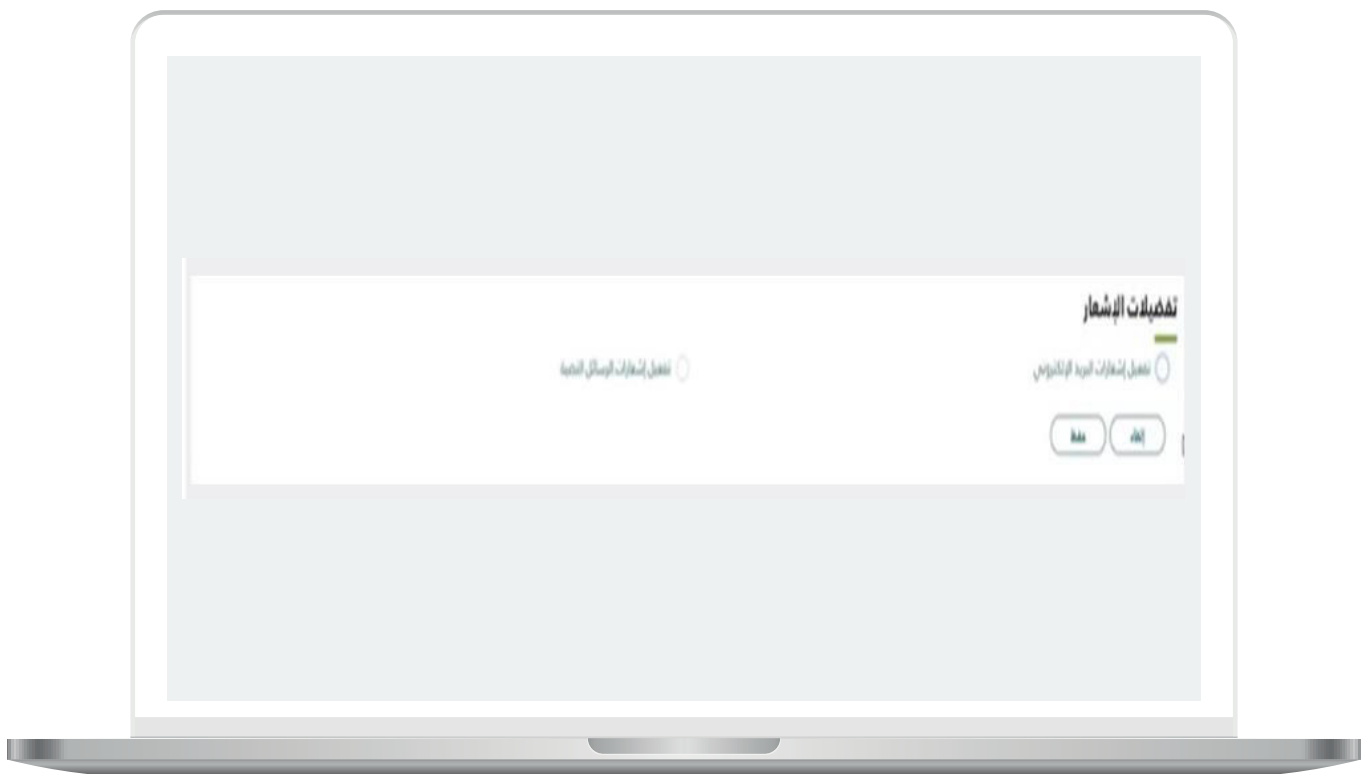 تفضيلات الإشعار
تفعيل إشعارات البريد الإلكتروني تفعيل إشعارات الرسائل النصية
إلغاء حفظ